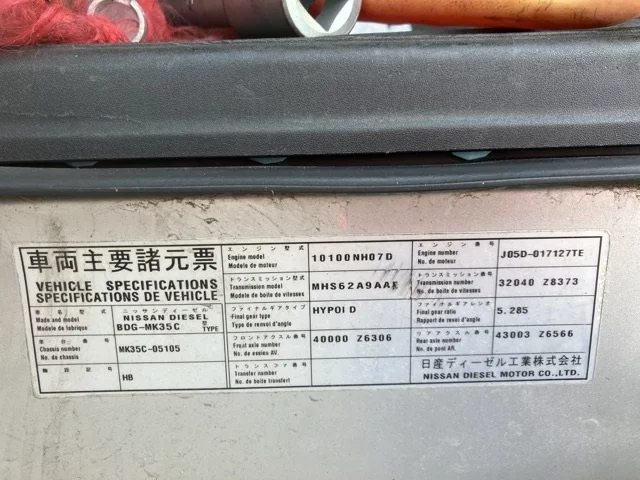 車両主要諸元票
VEHICLE SPECIFICATIONS
SPECIFICATIONS DE VEHICLE
車名型式
Made and model
Modele de fabrique
ニッサンディーゼル
NISSAN DIESEL
BDG-MK35C 型 TYPE
車台番号
Chassis number
No. de chassis
MK35C-05105
HB
エンジン型式
Engine model
Modele de moteur
10100NH07D
トランスミッション型式
Transmission model
Modele de boite de vitesses
MHS62A9AAE
ファイナルギアタイプ
Final gear type
Type de renvoi d'angle
HYPOID
フロントアクスル番号
Front axle number
No. de essieu AV.
40000 Z6306
トランスファ番号
Transfer number
No. de boite transfert
エンジン番号
Engine number
No. de moteur
J05D-017127TE
トランスミッション番号
Transmission number
No. de boite de vitesses
32040 Z8373
ファイナルギアレシオ
Final gear ratio
Rapport de renvoi d'angle
5.285
リヤアクスル番号
Rear axle number
No. de pont AR.
43003 Z6566
日産ディーゼル工業株式会社
NISSAN DIESEL MOTOR CO.,LTD.